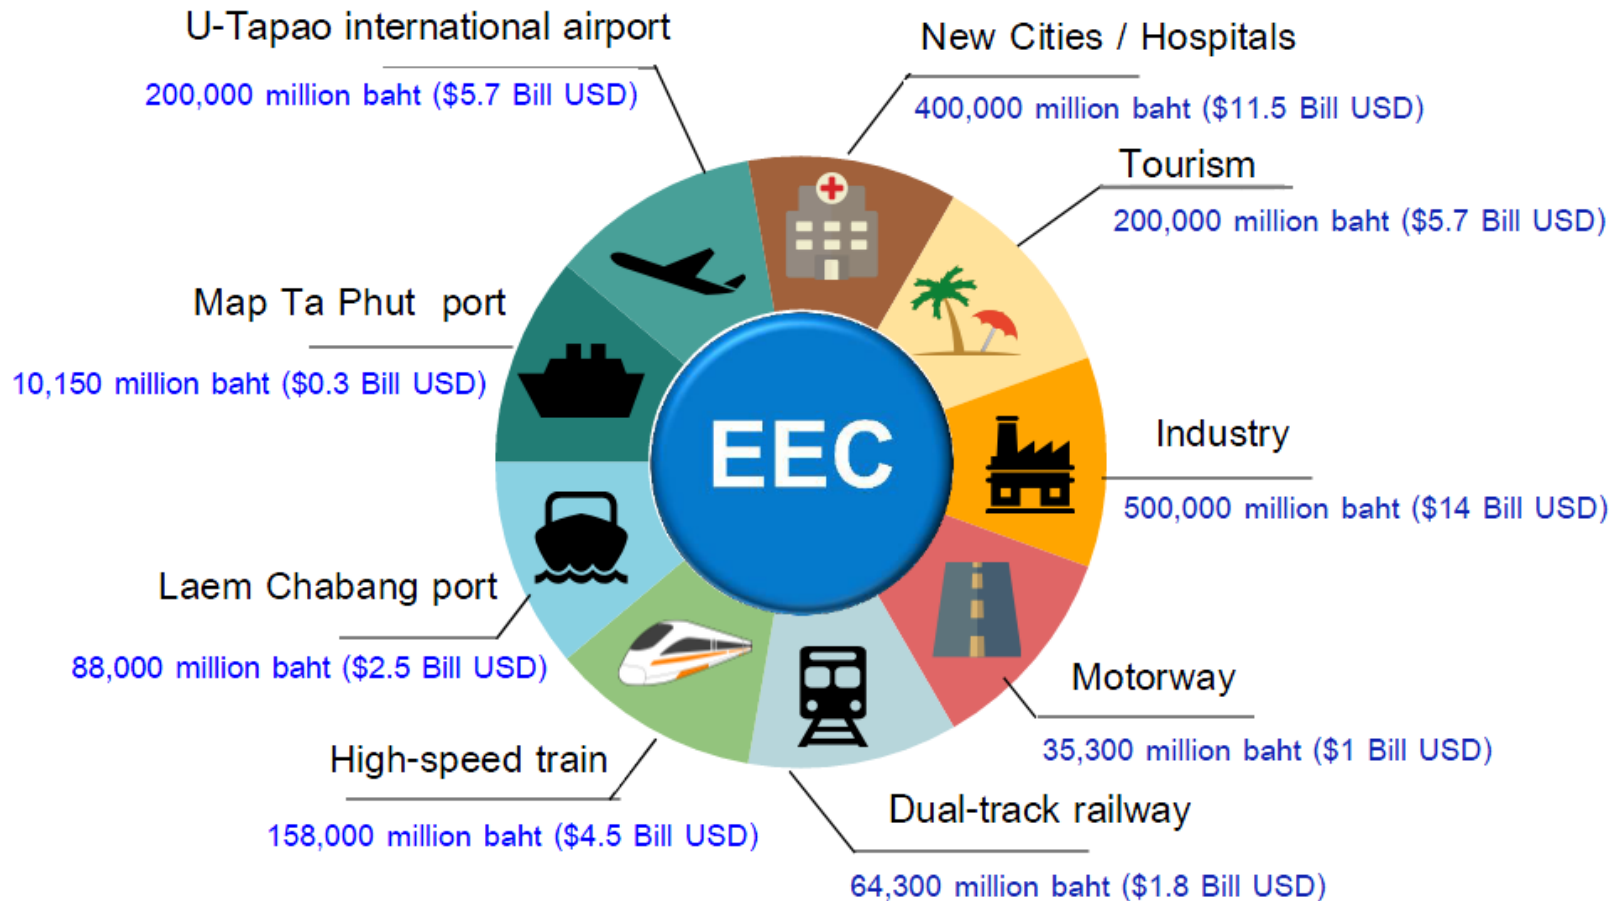 U-Tapao international airport
200,000 million baht ($5.7 Bill USD)
New Cities / Hospitals
400,000 million baht ($11.5 Bill USD)
Tourism
200,000 million baht ($5.7 Bill USD)
Map Ta Phut port
10,150 million baht ($0.3 Bill USD)
EEC
Industry
500,000 million baht ($14 Bill USD)
Laem Chabang port
88,000 million baht ($2.5 Bill USD)
Motorway
35,300 million baht ($1 Bill USD)
High-speed train
158,000 million baht ($4.5 Bill USD)
Dual-track railway
64,300 million baht ($1.8 Bill USD)